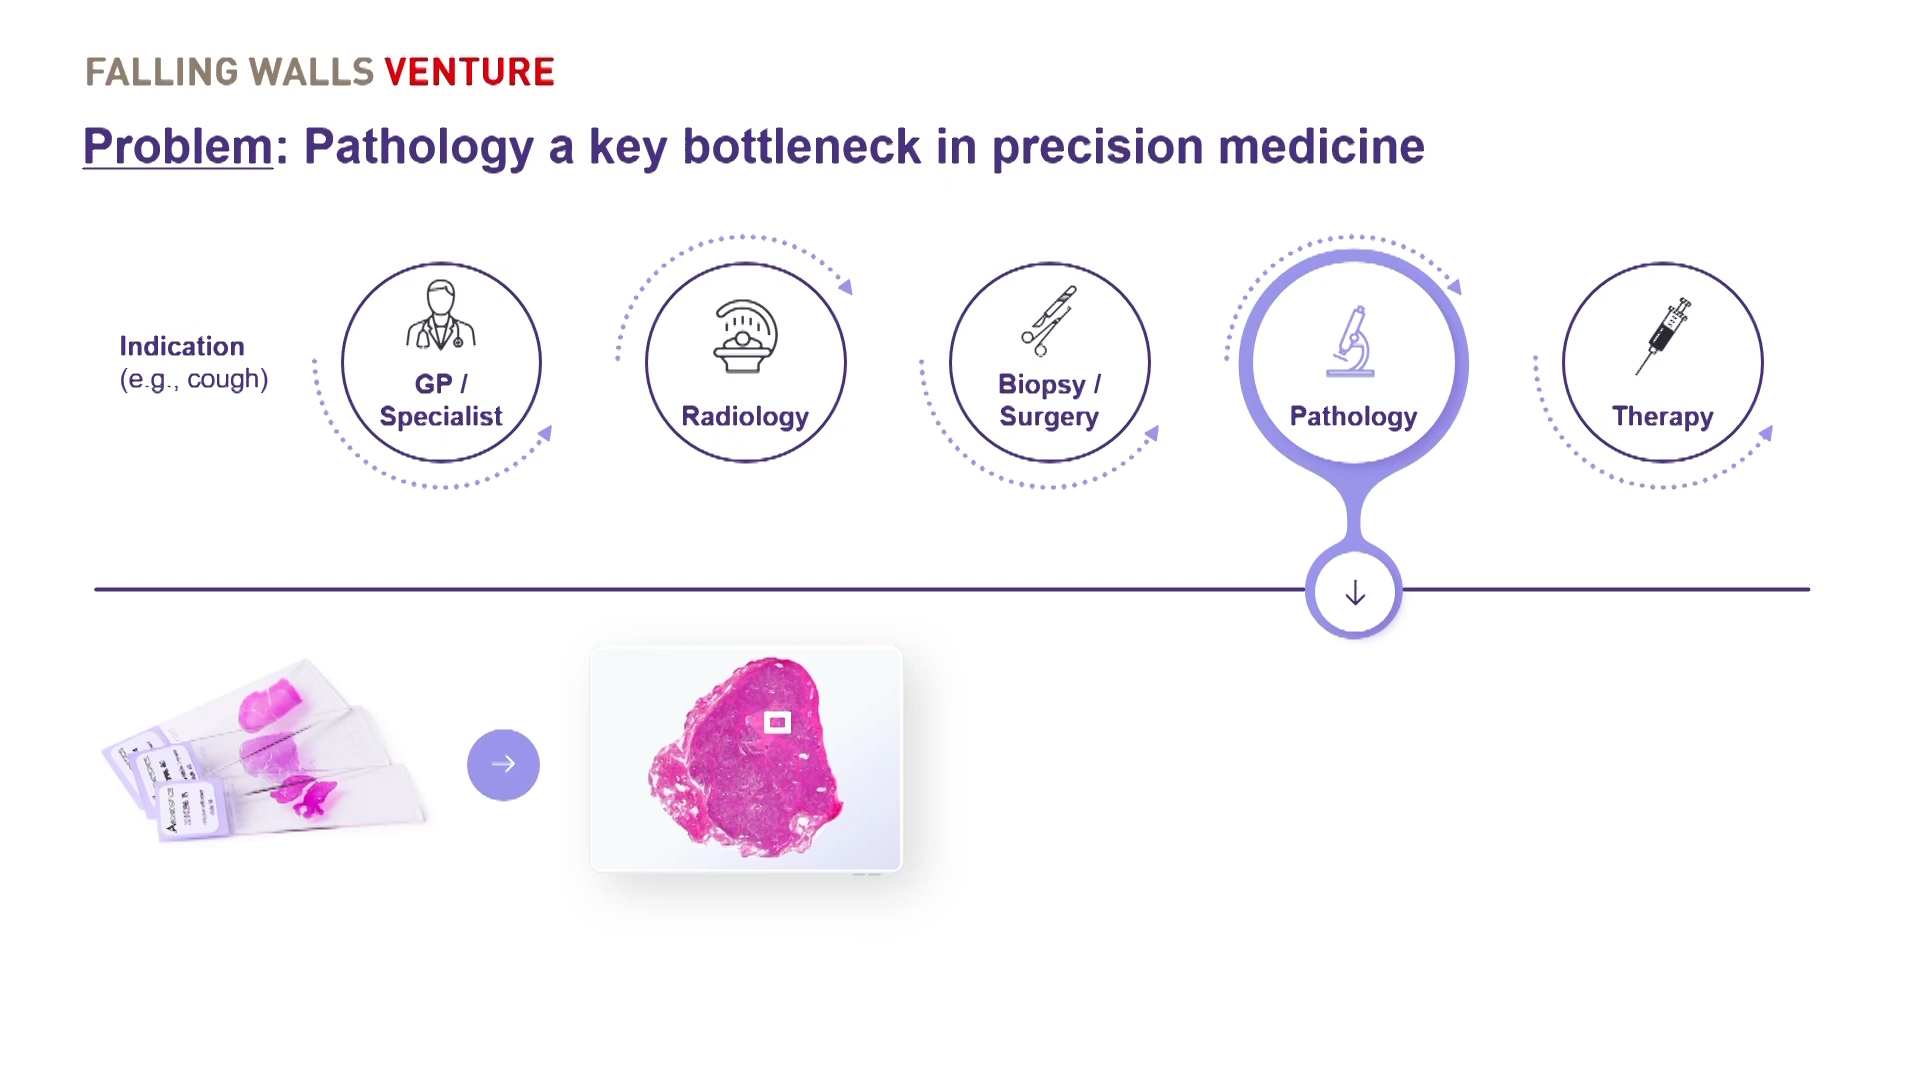 FALLING WALLS VENTURE
Problem: Pathology a key bottleneck in precision medicine
Indication
(e.g., cough)
GP /
Specialist
Radiology
Biopsy /
Surgery
Pathology
Therapy